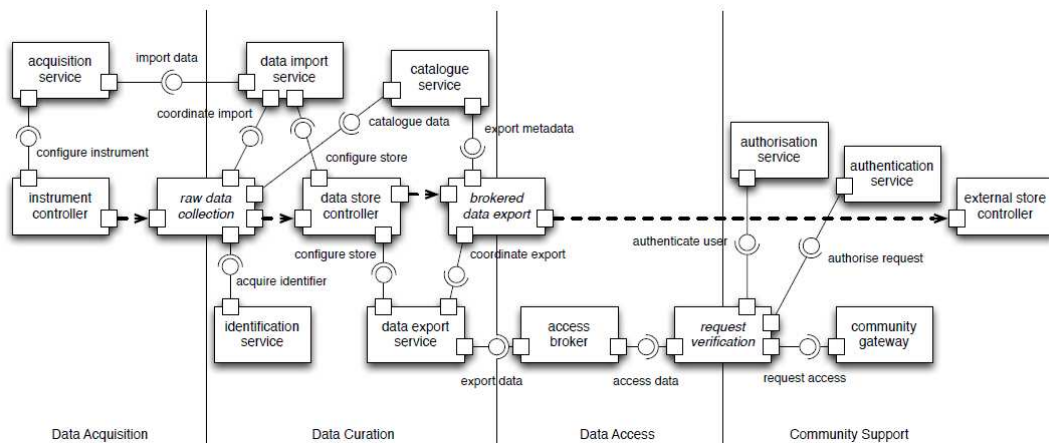 acquisition
service
import data
data import
service
catalogue
service
coordinate import
catalogue data
export metadata
configure instrument
configure store
authorisation
service
authentication
service
instrument
controller
raw data
collection
data store
controller
brokered
data export
external store
controller
configure store
coordinate export
authenticate user
authorise request
acquire identifier
identification
service
data export
service
access
broker
request
verification
community
gateway
export data
access data
request access
Data Acquisition
Data Curation
Data Access
Community Support